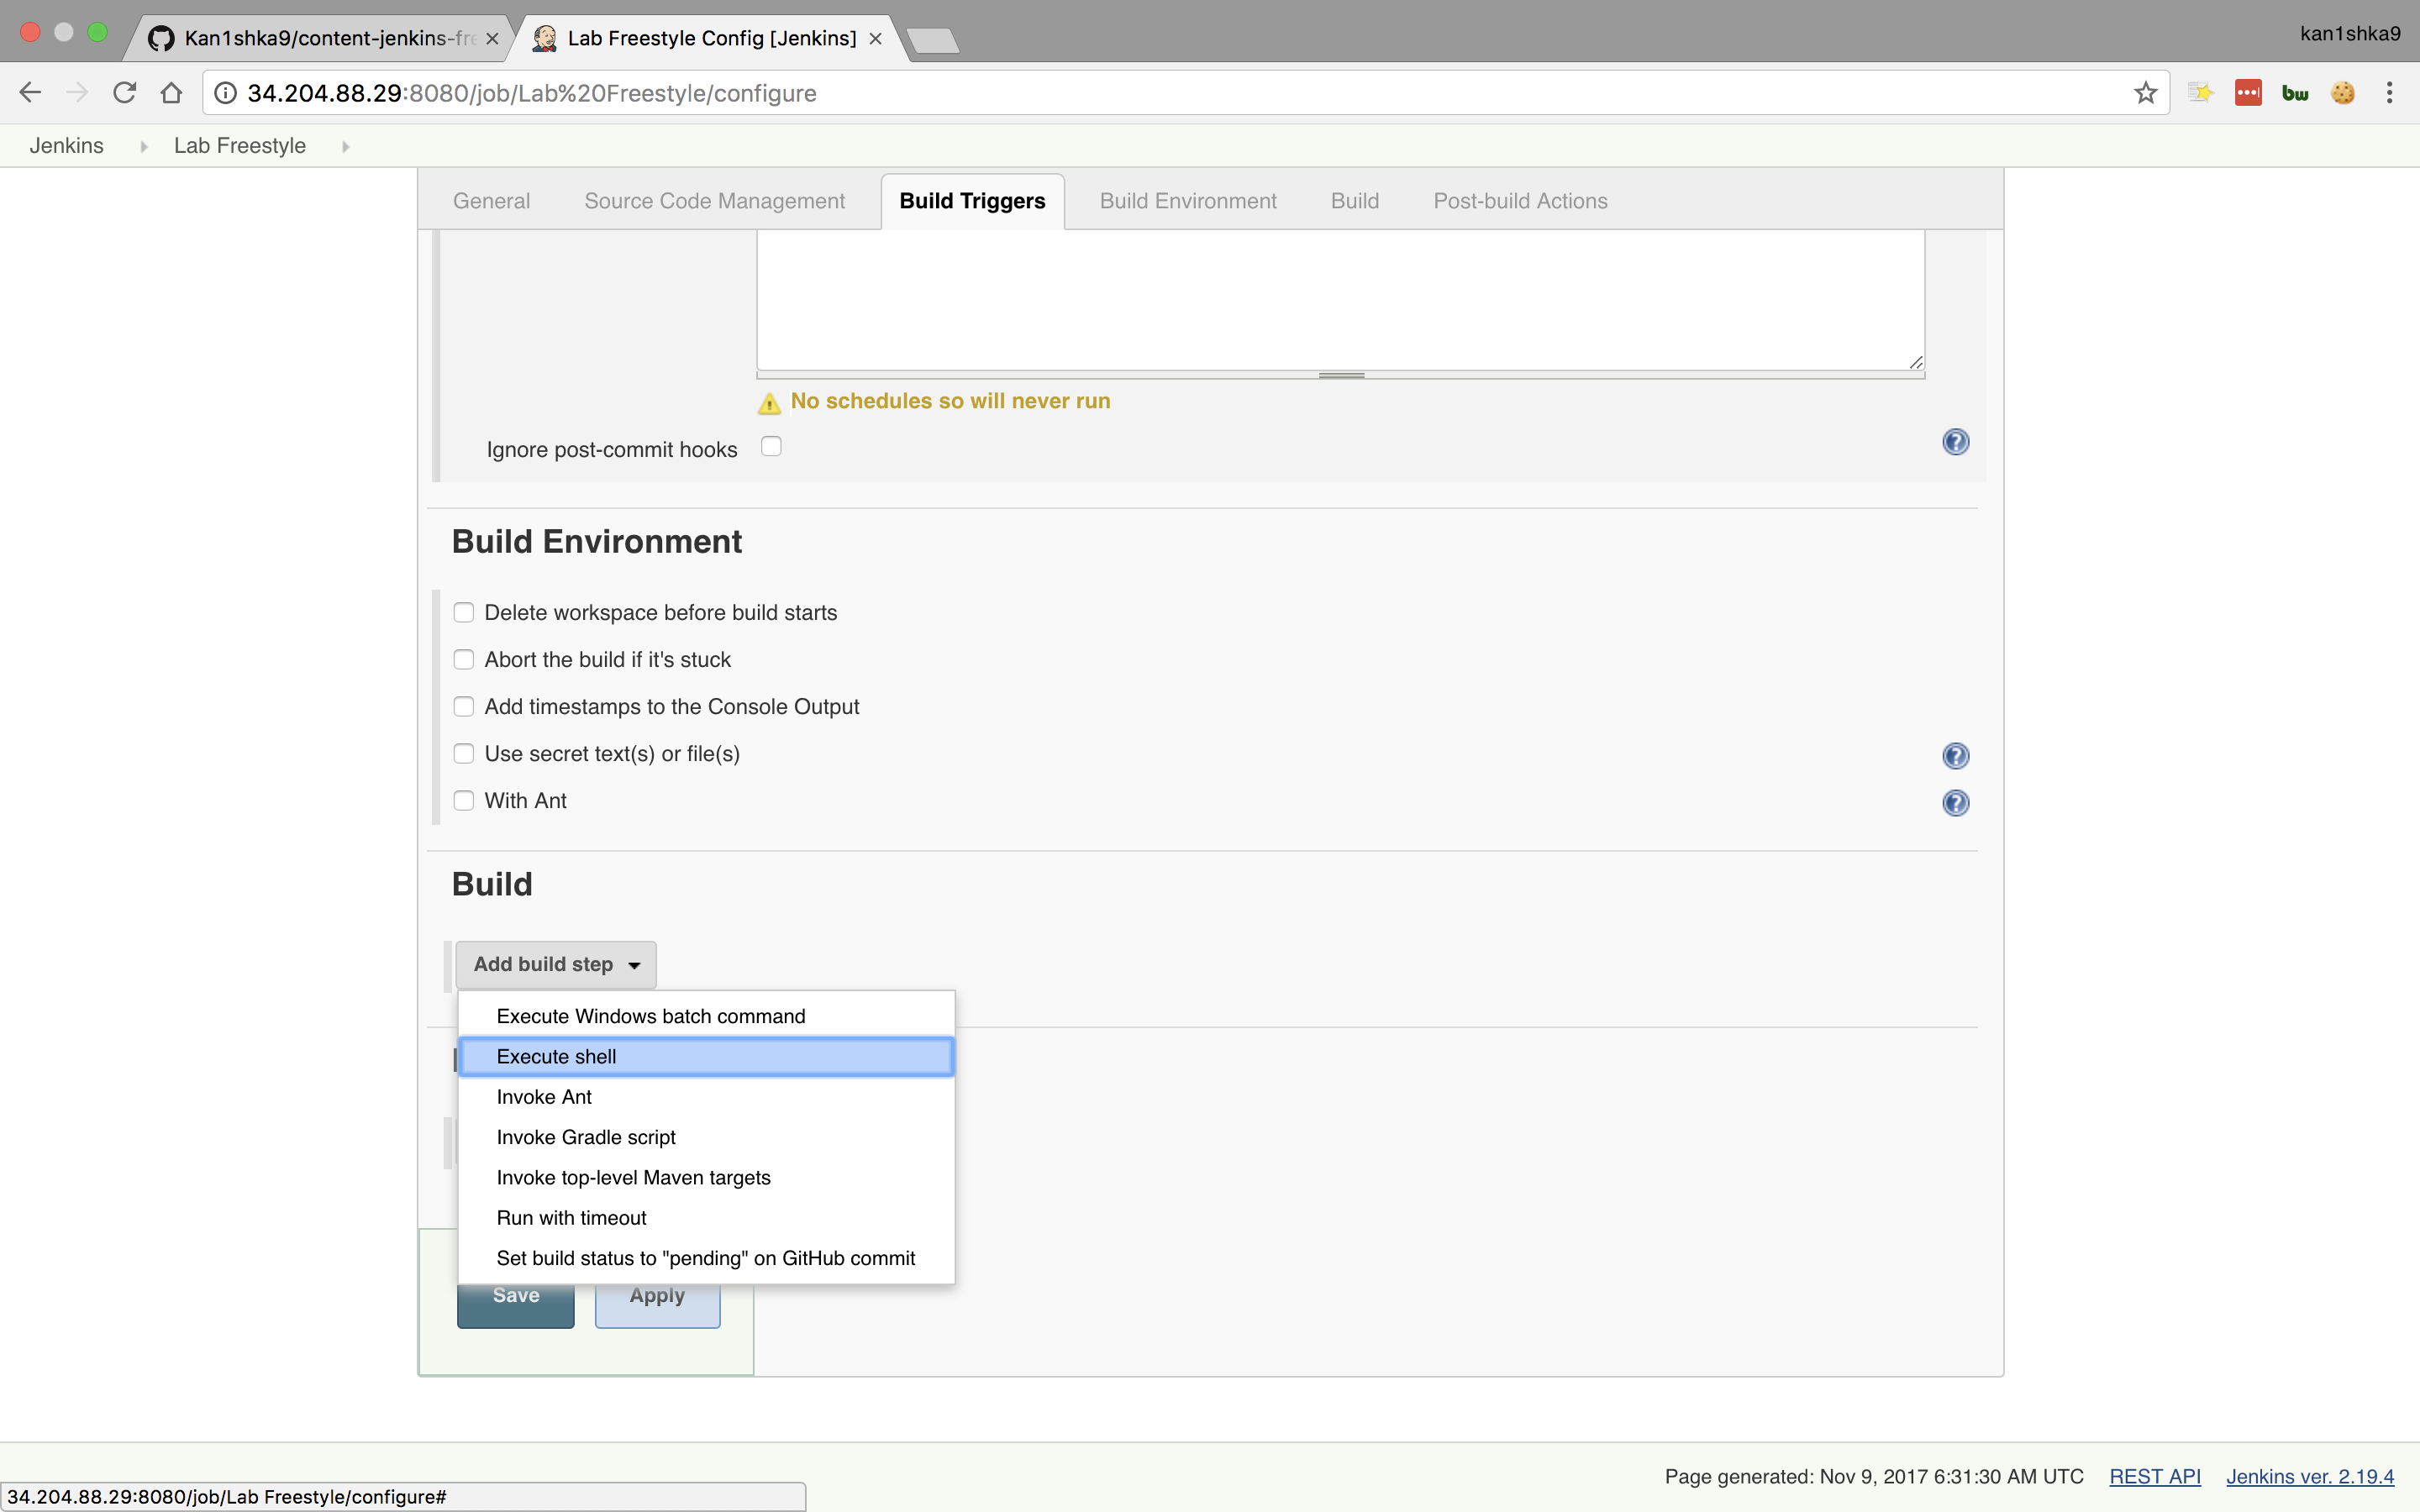 Kan1shka9/content-jenkins-fre
Lab Freestyle Config [Jenkins]
kan1shka9
34.204.88.29:8080/job/Lab%20Freestyle/configure
bw
Jenkins
Lab Freestyle
General
Source Code Management
Build Triggers
Build Environment
Build
Post-build Actions
No schedules so will never run
Ignore post-commit hooks
Build Environment
Delete workspace before build starts
Abort the build if it's stuck
Add timestamps to the Console Output
Use secret text(s) or file(s)
With Ant
Build
Add build step
Execute Windows batch command
Execute shell
Invoke Ant
Invoke Gradle script
Invoke top-level Maven targets
Run with timeout
Set build status to "pending" on GitHub commit
Save
Apply
Page generated: Nov 9, 2017 6:31:30 AM UTC
REST API
Jenkins ver. 2.19.4
34.204.88.29:8080/job/Lab Freestyle/configure#